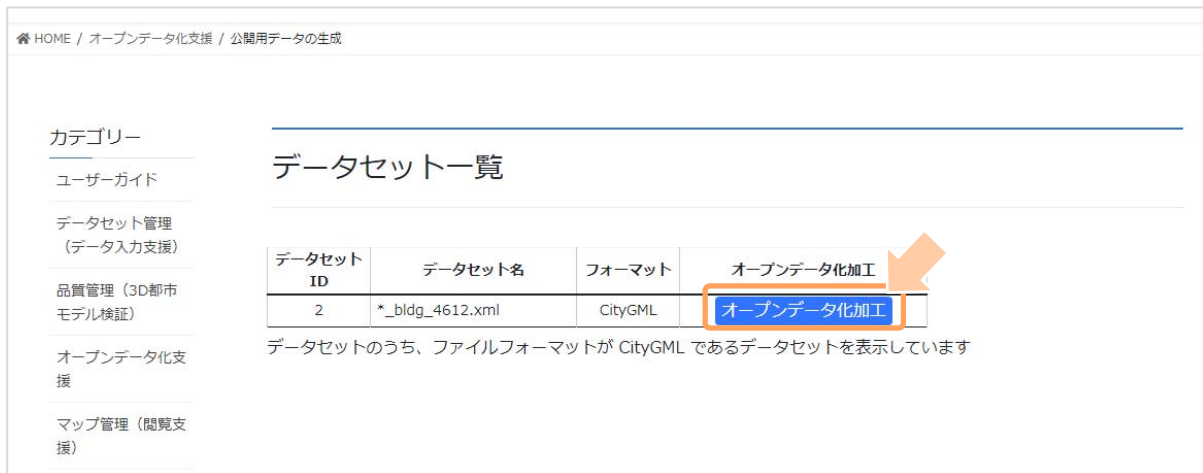 HOME / オープンデータ化支援 / 公開用データの生成
カテゴリー
ユーザーガイド
データセット管理
（データ入力支援）
品質管理（3D都市
モデル検証）
オープンデータ化支
援
マップ管理（閲覧支
援）
データセット一覧
データセット
ID
データセット名
フォーマット
オープンデータ化加工
2
*_bldg_4612.xml
CityGML
オープンデータ化加工
データセットのうち、ファイルフォーマットが CityGML であるデータセットを表示しています